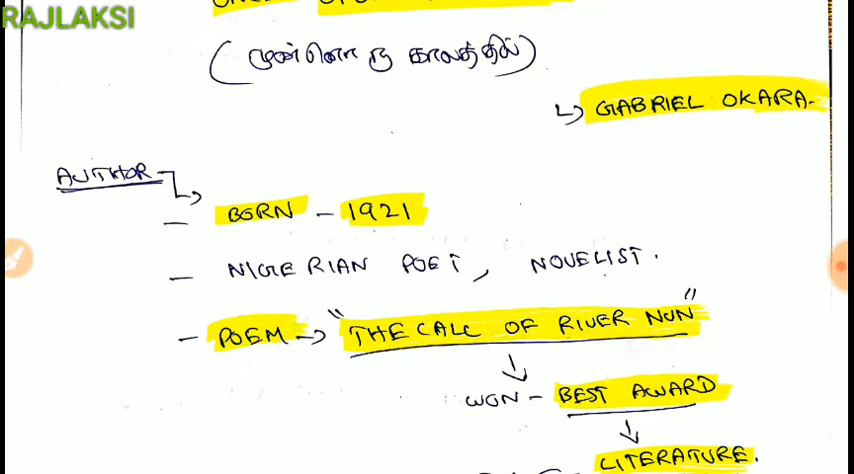 RAJLAKSI
(முன்னொரு காலத்தில்)
GABRIEL OKARA.
AUTHOR
- BORN - 1921
- NIGERIAN POET, NOVELIST.
- POEM → "THE CALL OF RIVER NUN"
WON - BEST AWARD
LITERATURE.